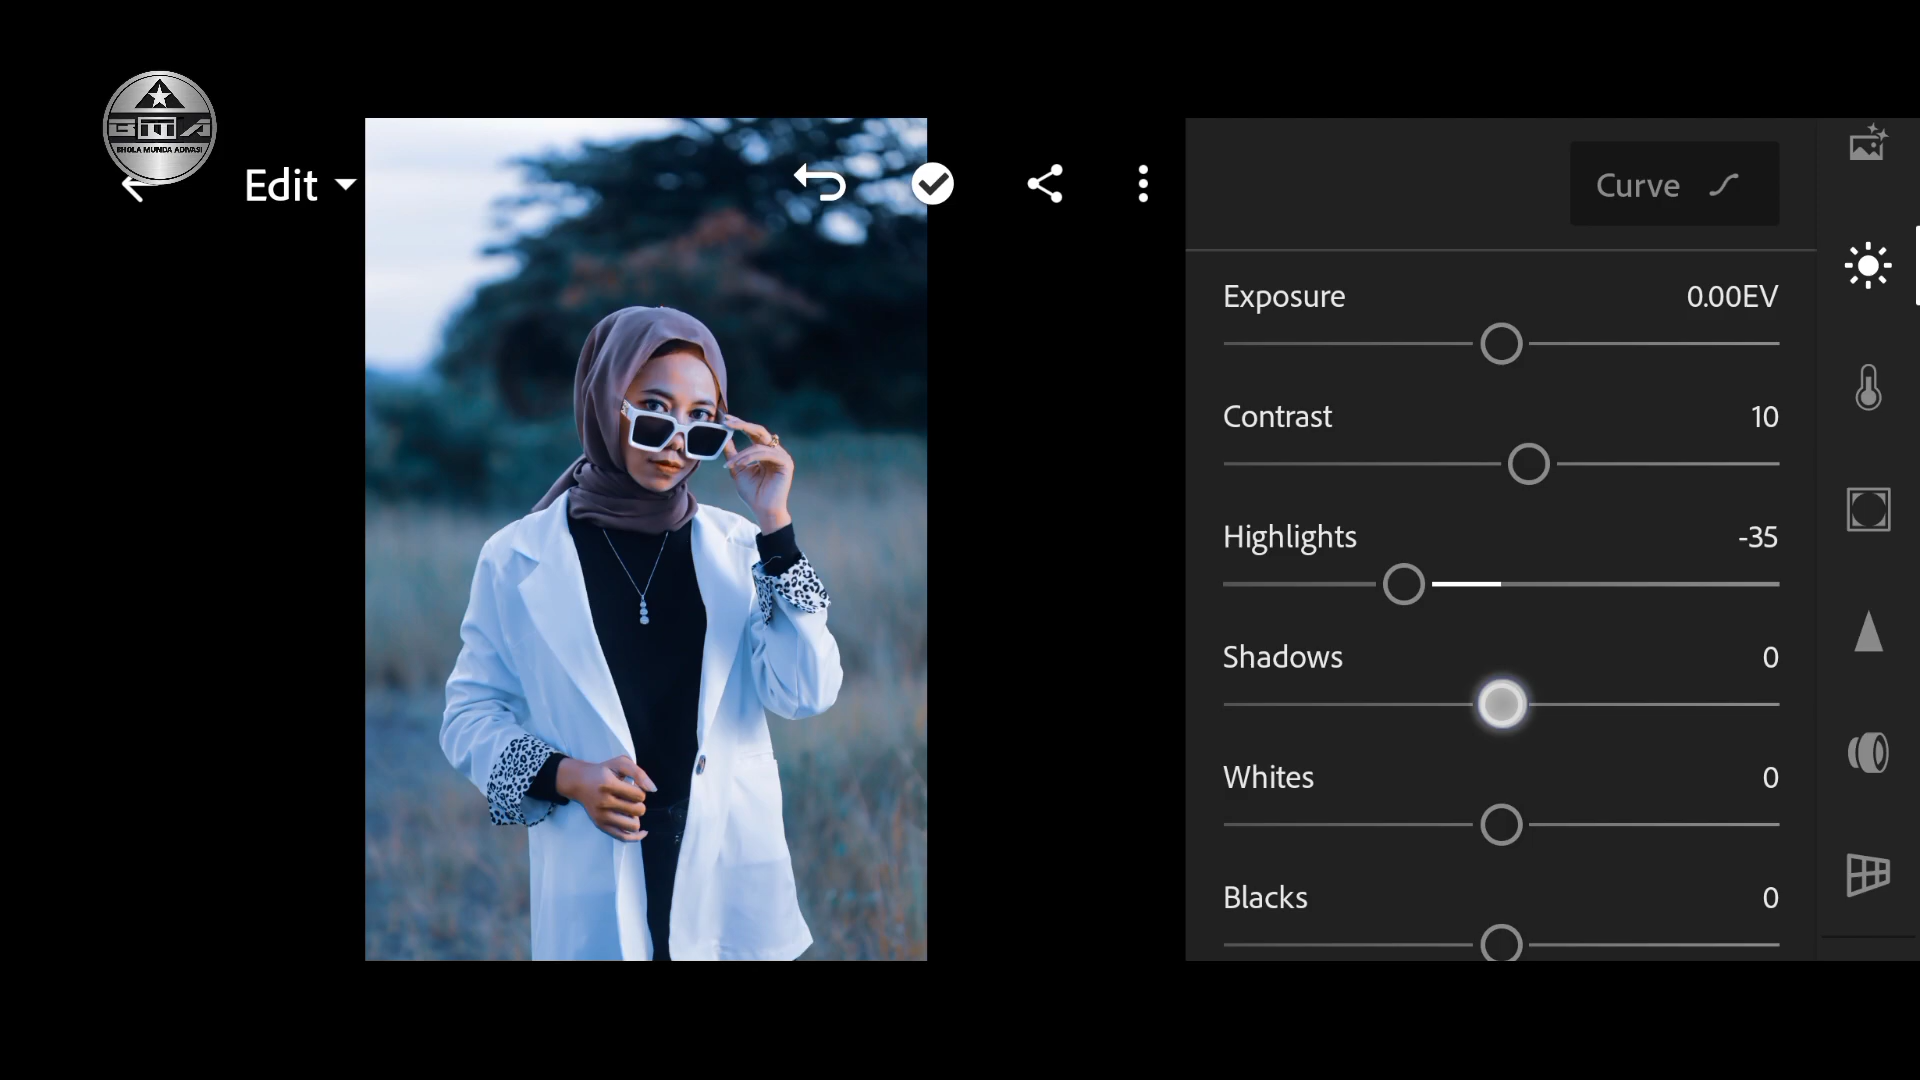 BMA
BHOLA MUNDA ADIVASI
Edit
Curve
Exposure 0.00EV
Contrast 10
Highlights -35
Shadows 0
Whites 0
Blacks 0